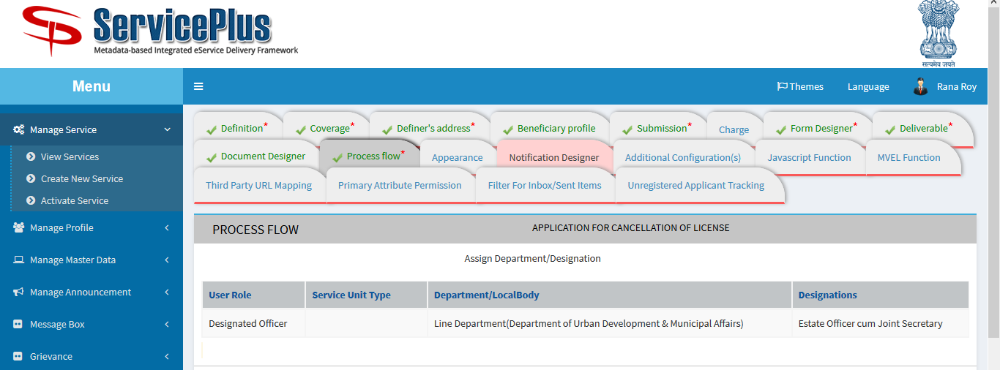 ServicePlus
Metadata-based Integrated eService Delivery Framework
सत्यमेव जयते
Menu
Themes
Language
Rana Roy
Manage Service
View Services
Create New Service
Activate Service
Manage Profile
Manage Master Data
Manage Announcement
Message Box
Grievance
Definition* Coverage* Definer's address* Beneficiary profile Submission* Charge Form Designer* Deliverable*
Document Designer Process flow* Appearance Notification Designer Additional Configuration(s) Javascript Function MVEL Function
Third Party URL Mapping Primary Attribute Permission Filter For Inbox/Sent Items Unregistered Applicant Tracking
PROCESS FLOW APPLICATION FOR CANCELLATION OF LICENSE
Assign Department/Designation
User Role Service Unit Type Department/LocalBody Designations
Designated Officer Line Department(Department of Urban Development & Municipal Affairs) Estate Officer cum Joint Secretary